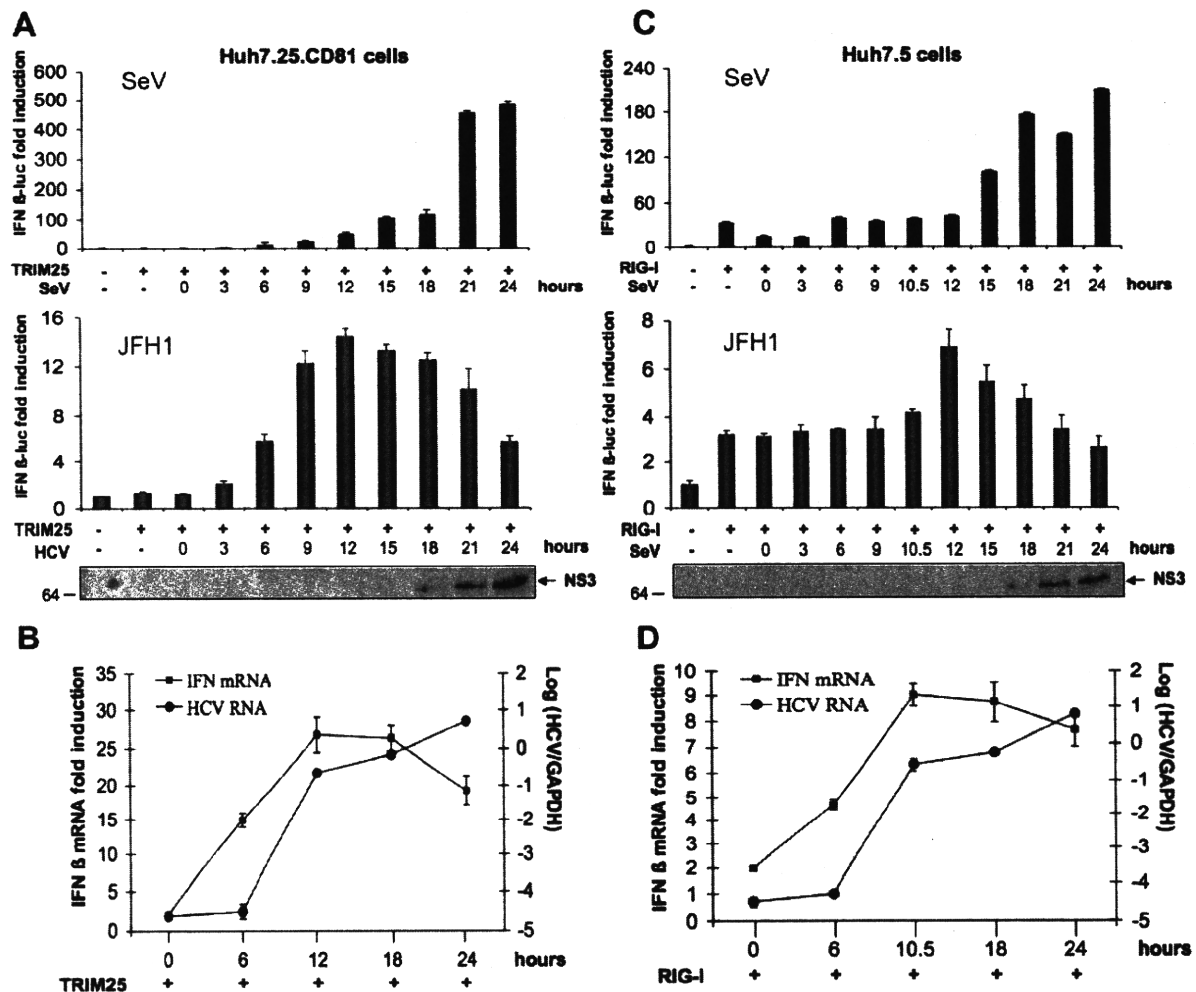 A
Huh7.25.CD81 cells
SeV
IFN ß-luc fold induction
600
500
400
300
200
100
0
TRIM25 - + + + + + + + + + +
SeV - - 0 3 6 9 12 15 18 21 24 hours
JFH1
IFN ß-luc fold induction
16
12
8
4
0
TRIM25 - + + + + + + + + + +
HCV - - 0 3 6 9 12 15 18 21 24 hours
64
NS3
B
IFN mRNA
HCV RNA
IFN ß mRNA fold induction
35
30
25
20
15
10
5
0
Log (HCV/GAPDH)
2
1
0
-1
-2
-3
-4
-5
0 6 12 18 24 hours
TRIM25 + + + + +
C
Huh7.5 cells
SeV
IFN ß-luc fold induction
240
180
120
60
0
RIG-I - + + + + + + + + + + +
SeV - - 0 3 6 9 10.5 12 15 18 21 24 hours
JFH1
IFN ß-luc fold induction
8
6
4
2
0
RIG-I - + + + + + + + + + + +
SeV - - 0 3 6 9 10.5 12 15 18 21 24 hours
64
NS3
D
IFN mRNA
HCV RNA
IFN ß mRNA fold induction
10
9
8
7
6
5
4
3
2
1
0
Log (HCV/GAPDH)
2
1
0
-1
-2
-3
-4
-5
0 6 10.5 18 24 hours
RIG-I + + + + +